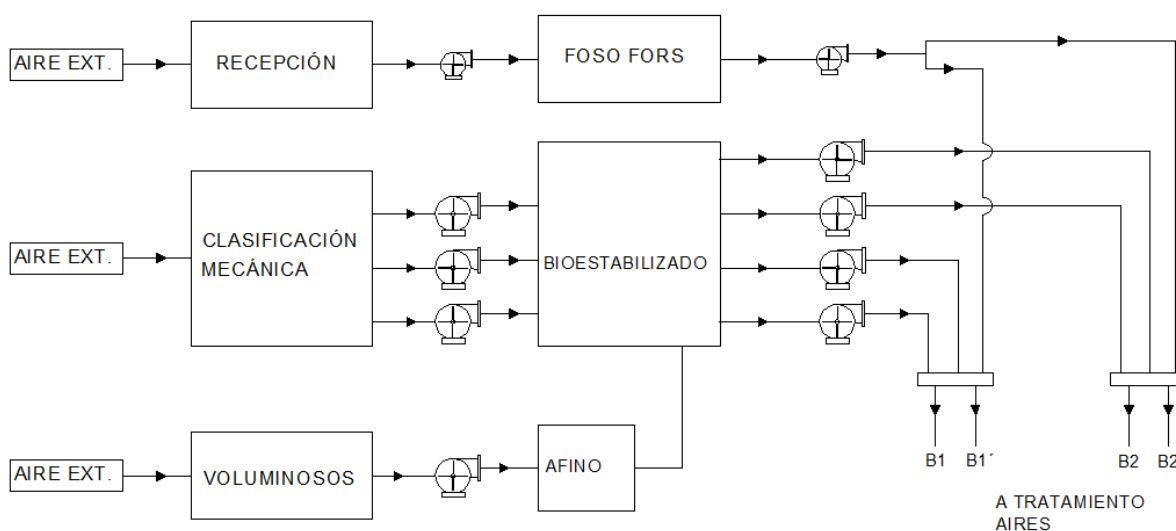 AIRE EXT.
RECEPCIÓN
FOSO FORS
AIRE EXT.
CLASIFICACIÓN
MECÁNICA
BIOESTABILIZADO
AIRE EXT.
VOLUMINOSOS
AFINO
B1
B1´
B2
B2
A TRATAMIENTO
AIRES